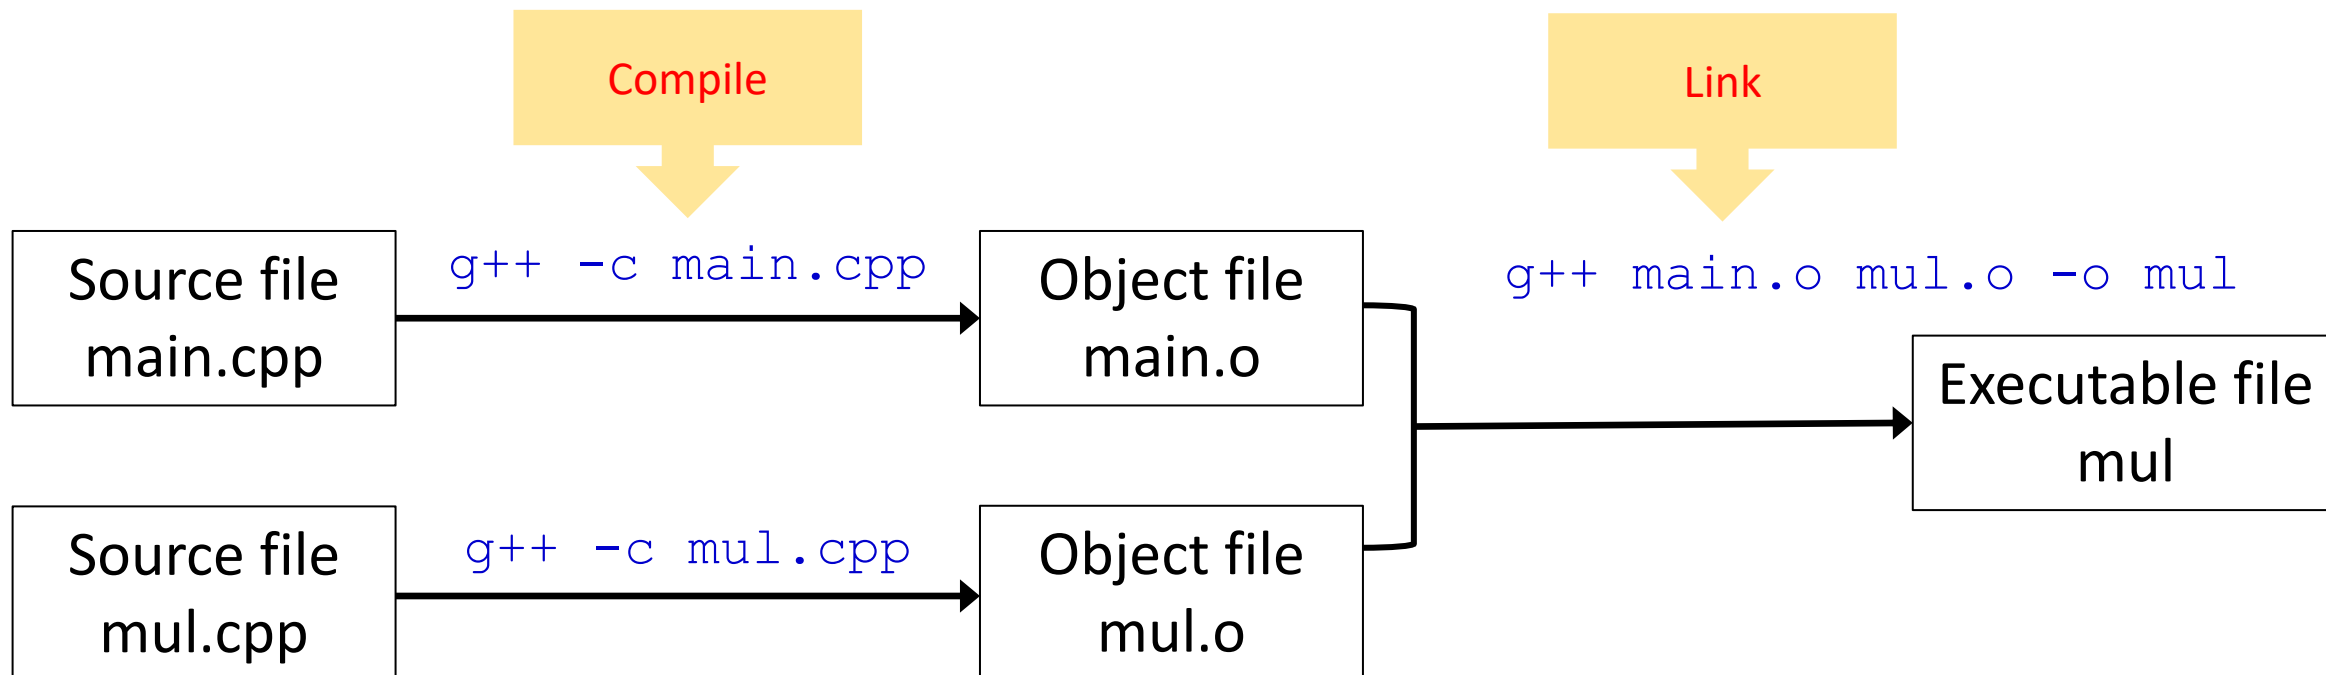 Compile
Link
Source file
main.cpp
g++ -c main.cpp
Object file
main.o
g++ main.o mul.o -o mul
Executable file
mul
Source file
mul.cpp
g++ -c mul.cpp
Object file
mul.o